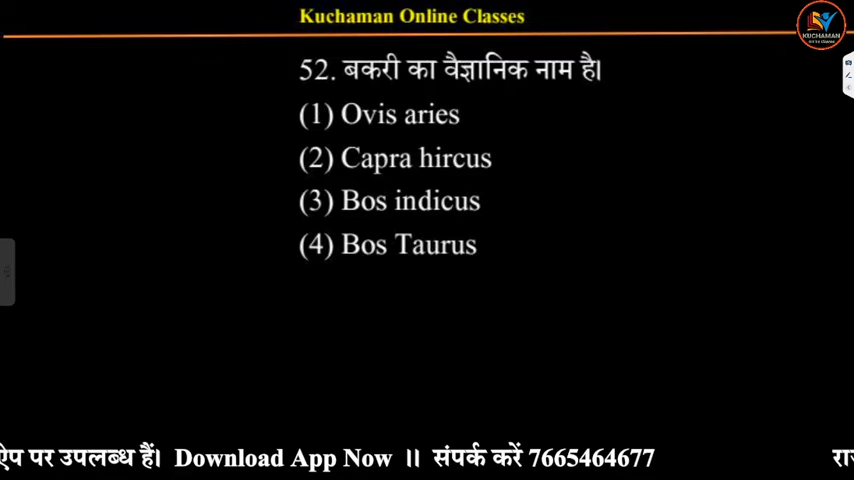 Kuchaman Online Classes
KUCHAMAN
52. बकरी का वैज्ञानिक नाम है।
(1) Ovis aries
(2) Capra hircus
(3) Bos indicus
(4) Bos Taurus
ऐप पर उपलब्ध हैं। Download App Now ।। संपर्क करें 7665464677